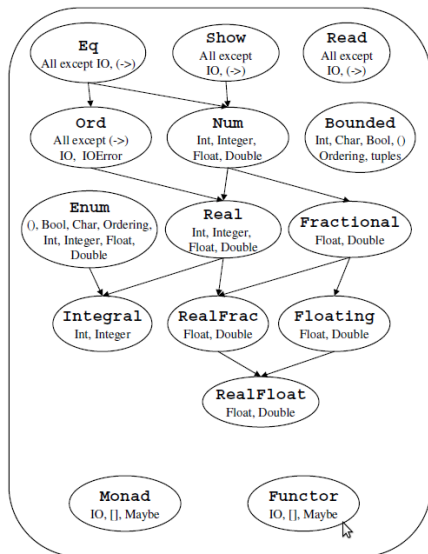 Eq
All except IO, (->)
Show
All except
IO, (->)
Read
All except
IO, (->)
Ord
All except (->)
IO, IOError
Num
Int, Integer,
Float, Double
Bounded
Int, Char, Bool, ()
Ordering, tuples
Enum
(), Bool, Char, Ordering,
Int, Integer, Float,
Double
Real
Int, Integer,
Float, Double
Fractional
Float, Double
Integral
Int, Integer
RealFrac
Float, Double
Floating
Float, Double
RealFloat
Float, Double
Monad
IO, [], Maybe
Functor
IO, [], Maybe